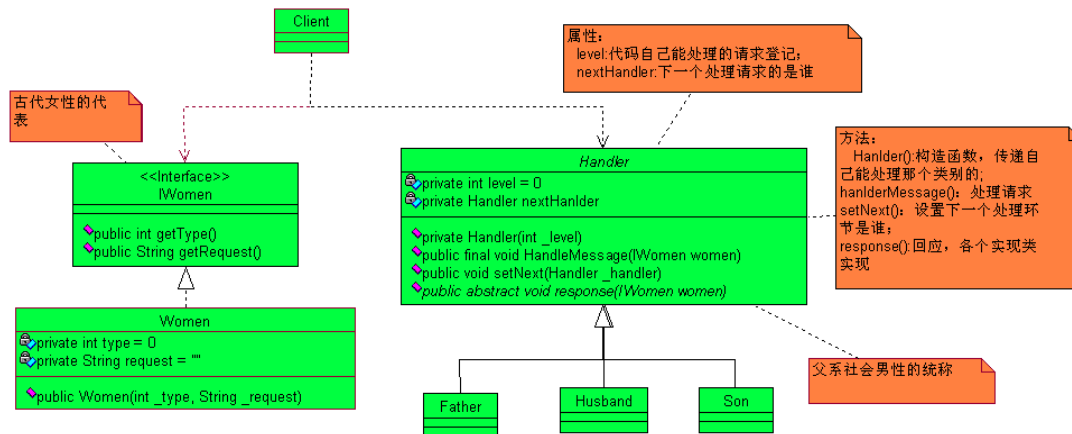 Client
属性：
level:代码自己能处理的请求登记；
nextHandler:下一个处理请求的是谁
古代女性的代
表
<<Interface>>
IWomen
public int getType()
public String getRequest()
Handler
private int level = 0
private Handler nextHanlder
private Handler(int _level)
public final void HandleMessage(IWomen women)
public void setNext(Handler _handler)
public abstract void response(IWomen women)
方法：
Hanlder():构造函数，传递自
己能处理那个类别的;
hanlderMessage()：处理请求
setNext()：设置下一个处理环
节是谁；
response():回应，各个实现类
实现
Women
private int type = 0
private String request = ""
public Women(int _type, String _request)
父系社会男性的统称
Father
Husband
Son